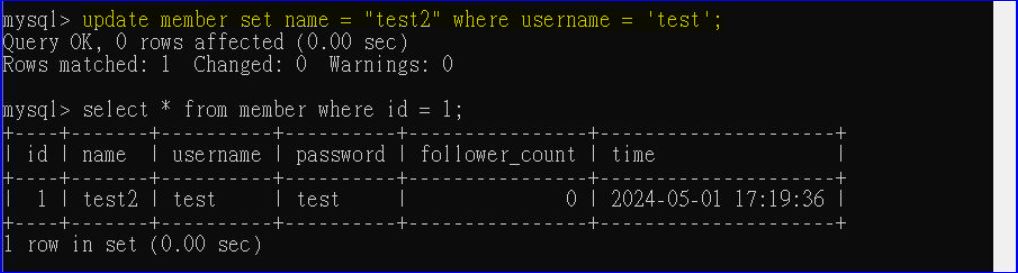 mysql> update member set name = "test2" where username = 'test';
Query OK, 0 rows affected (0.00 sec)
Rows matched: 1  Changed: 0  Warnings: 0
mysql> select * from member where id = 1;
+----+-------+----------+----------+----------------+---------------------+
| id | name  | username | password | follower_count | time                |
+----+-------+----------+----------+----------------+---------------------+
|  1 | test2 | test     | test     |              0 | 2024-05-01 17:19:36 |
+----+-------+----------+----------+----------------+---------------------+
1 row in set (0.00 sec)